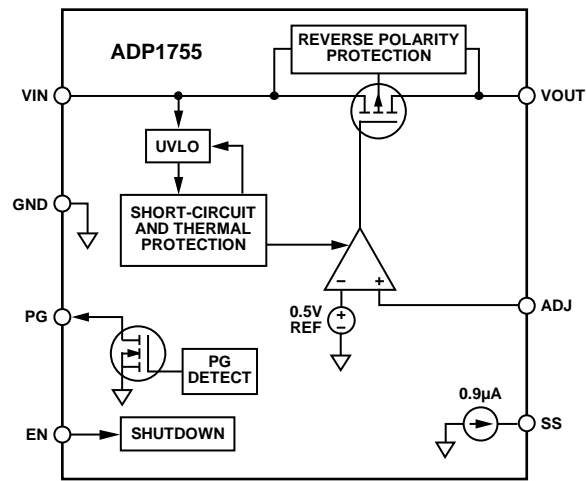 ADP1755
REVERSE POLARITY
PROTECTION
VIN
VOUT
UVLO
GND
SHORT-CIRCUIT
AND THERMAL
PROTECTION
–
+
0.5V
REF
+
–
PG
ADJ
PG
DETECT
0.9µA
EN
SHUTDOWN
SS